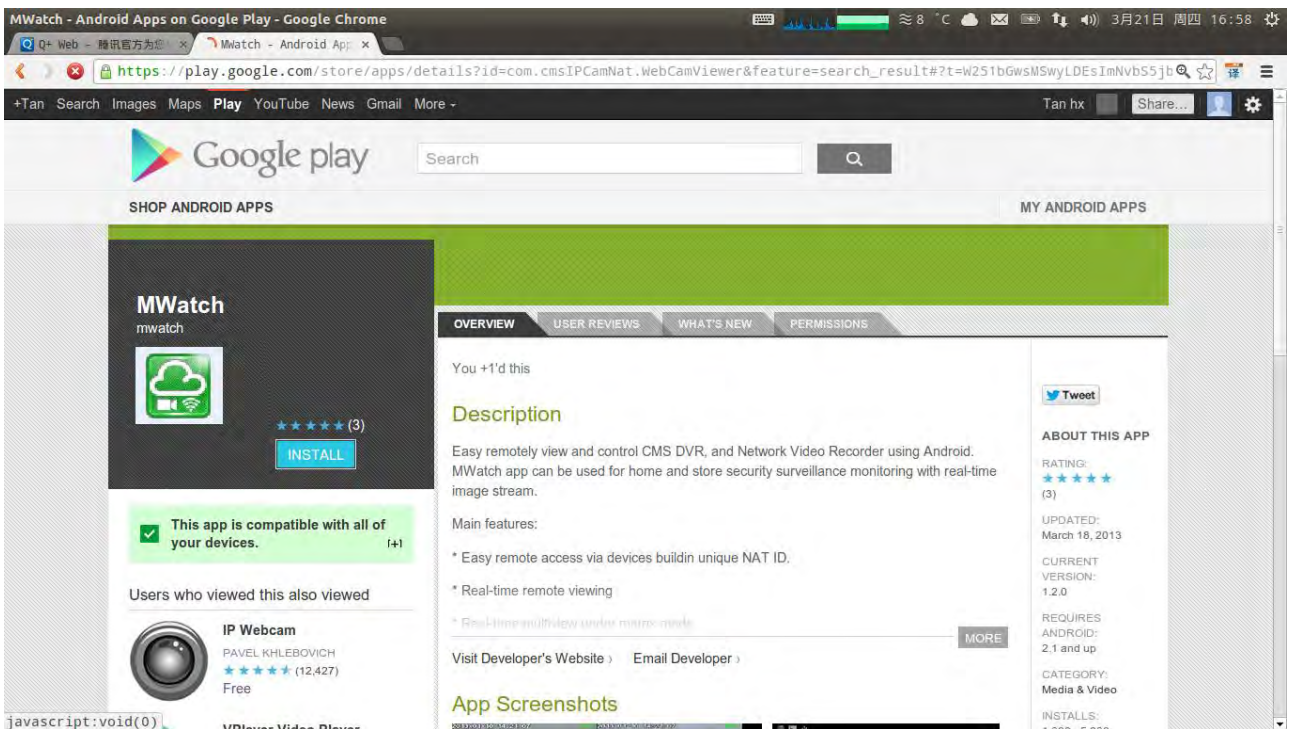 MWatch - Android Apps on Google Play - Google Chrome
8 °C 3月21日 周四 16:58
Q+ Web - 腾讯官方为您
MWatch - Android App
https://play.google.com/store/apps/details?id=com.cmsIPCamNat.WebCamViewer&feature=search_result#?t=W251bGwsMSwyLDEsImNvbS5jb
+Tan Search Images Maps Play YouTube News Gmail More
Tan hx Share...
Google play
Search
SHOP ANDROID APPS
MY ANDROID APPS
MWatch
mwatch
(3)
INSTALL
This app is compatible with all of
your devices. [+]
Users who viewed this also viewed
IP Webcam
PAVEL KHLEBOVICH
(12,427)
Free
VPlayer Video Player
OVERVIEW USER REVIEWS WHAT'S NEW PERMISSIONS
You +1'd this
Description
Easy remotely view and control CMS DVR, and Network Video Recorder using Android.
MWatch app can be used for home and store security surveillance monitoring with real-time
image stream.
Main features:
* Easy remote access via devices buildin unique NAT ID.
* Real-time remote viewing
* Real-time multiview under matrix mode
MORE
Visit Developer's Website › Email Developer ›
App Screenshots
Tweet
ABOUT THIS APP
RATING:
(3)
UPDATED:
March 18, 2013
CURRENT
VERSION:
1.2.0
REQUIRES
ANDROID:
2.1 and up
CATEGORY:
Media & Video
INSTALLS:
javascript:void(0)